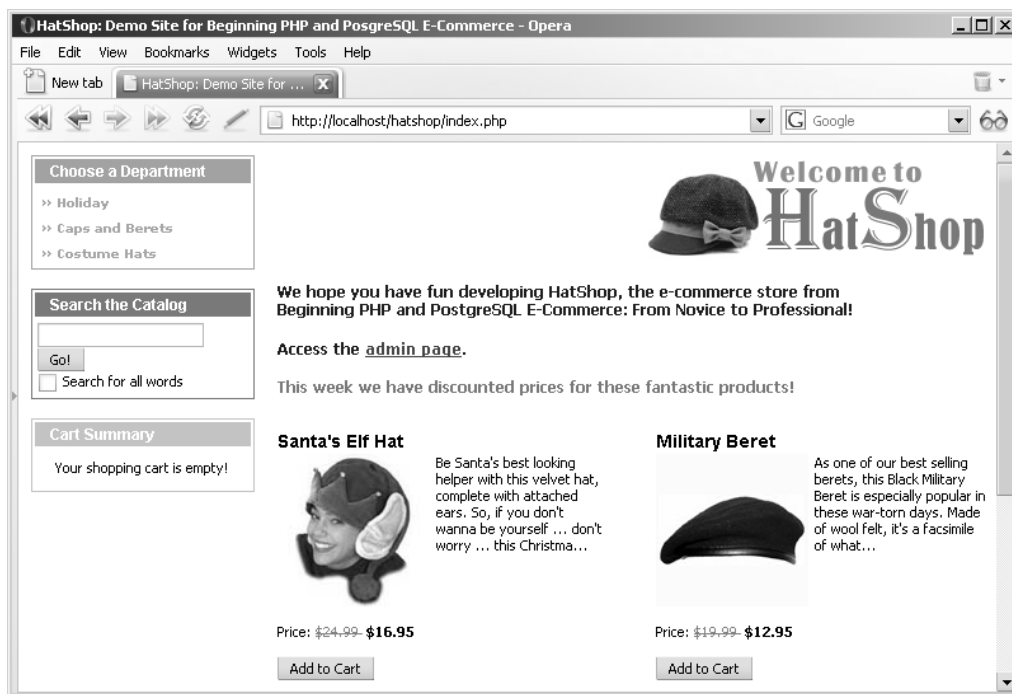 HatShop: Demo Site for Beginning PHP and PosgreSQL E-Commerce - Opera
File Edit View Bookmarks Widgets Tools Help
New tab
HatShop: Demo Site for ...
http://localhost/hatshop/index.php
G Google
Choose a Department
» Holiday
» Caps and Berets
» Costume Hats
Search the Catalog
Go!
Search for all words
Cart Summary
Your shopping cart is empty!
Welcome to
HatShop
We hope you have fun developing HatShop, the e-commerce store from
Beginning PHP and PostgreSQL E-Commerce: From Novice to Professional!
Access the admin page.
This week we have discounted prices for these fantastic products!
Santa's Elf Hat
Be Santa's best looking
helper with this velvet hat,
complete with attached
ears. So, if you don't
wanna be yourself ... don't
worry ... this Christma...
Price: $24.99 $16.95
Add to Cart
Military Beret
As one of our best selling
berets, this Black Military
Beret is especially popular in
these war-torn days. Made
of wool felt, it's a facsimile
of what...
Price: $19.99 $12.95
Add to Cart